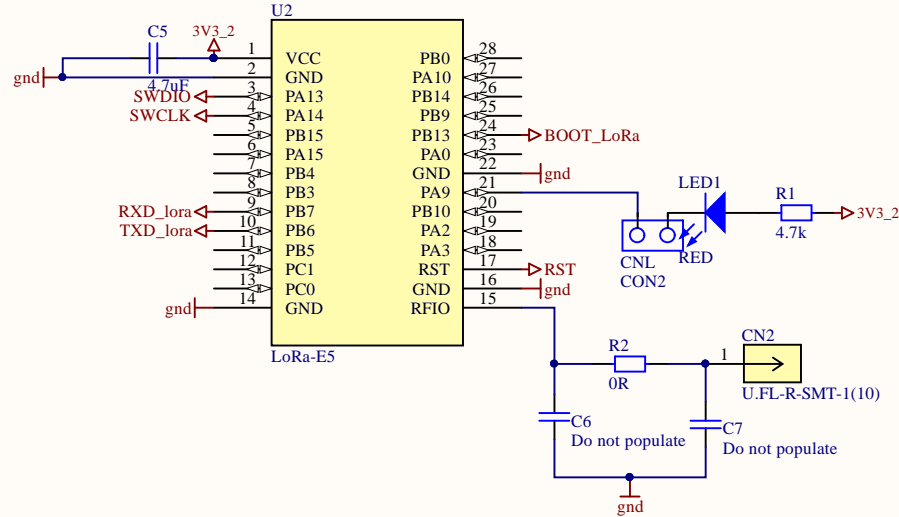 U2
C5
3V3_2
4.7uF
gnd
1 VCC
2 GND
SWDIO 3 PA13
SWCLK 4 PA14
5 PB15
6 PA15
7 PB4
8 PB3
RXD_lora 9 PB7
TXD_lora 10 PB6
11 PB5
12 PC1
13 PC0
gnd 14 GND
PB0 28
PA10 27
PB14 26
PB9 25
PB13 24 BOOT_LoRa
PA0 23
GND 22 gnd
PA9 21
PB10 20
PA2 19
PA3 18
RST 17 RST
GND 16 gnd
RFIO 15
LoRa-E5
LED1
RED
R1
4.7k
3V3_2
CNL
CON2
R2
0R
CN2
1
U.FL-R-SMT-1(10)
C6
Do not populate
C7
Do not populate
gnd